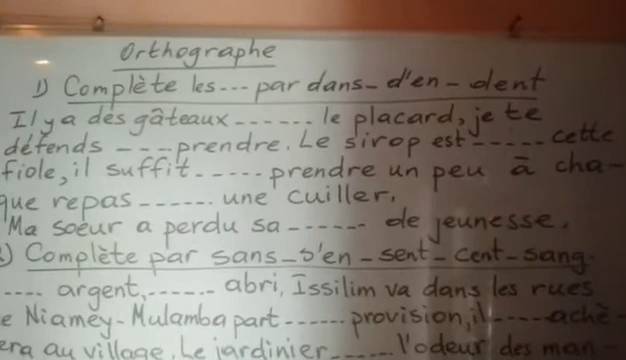 Orthographe
1) Complète les --- par dans - d'en - dent
Il y a des gâteaux ------ le placard, je te
défends --- prendre. Le sirop est ----- cette
fiole, il suffit ----- prendre un peu à cha-
que repas ------ une cuiller.
Ma soeur a perdu sa ------ de jeunesse.
) Complète par sans - s'en - sent - cent - sang.
---- argent, ------ abri, Issilim va dans les rues
e Niamey - Mulamba part ------ provision, il ---- achè-
era au village. Le jardinier ---- l'odeur des man-